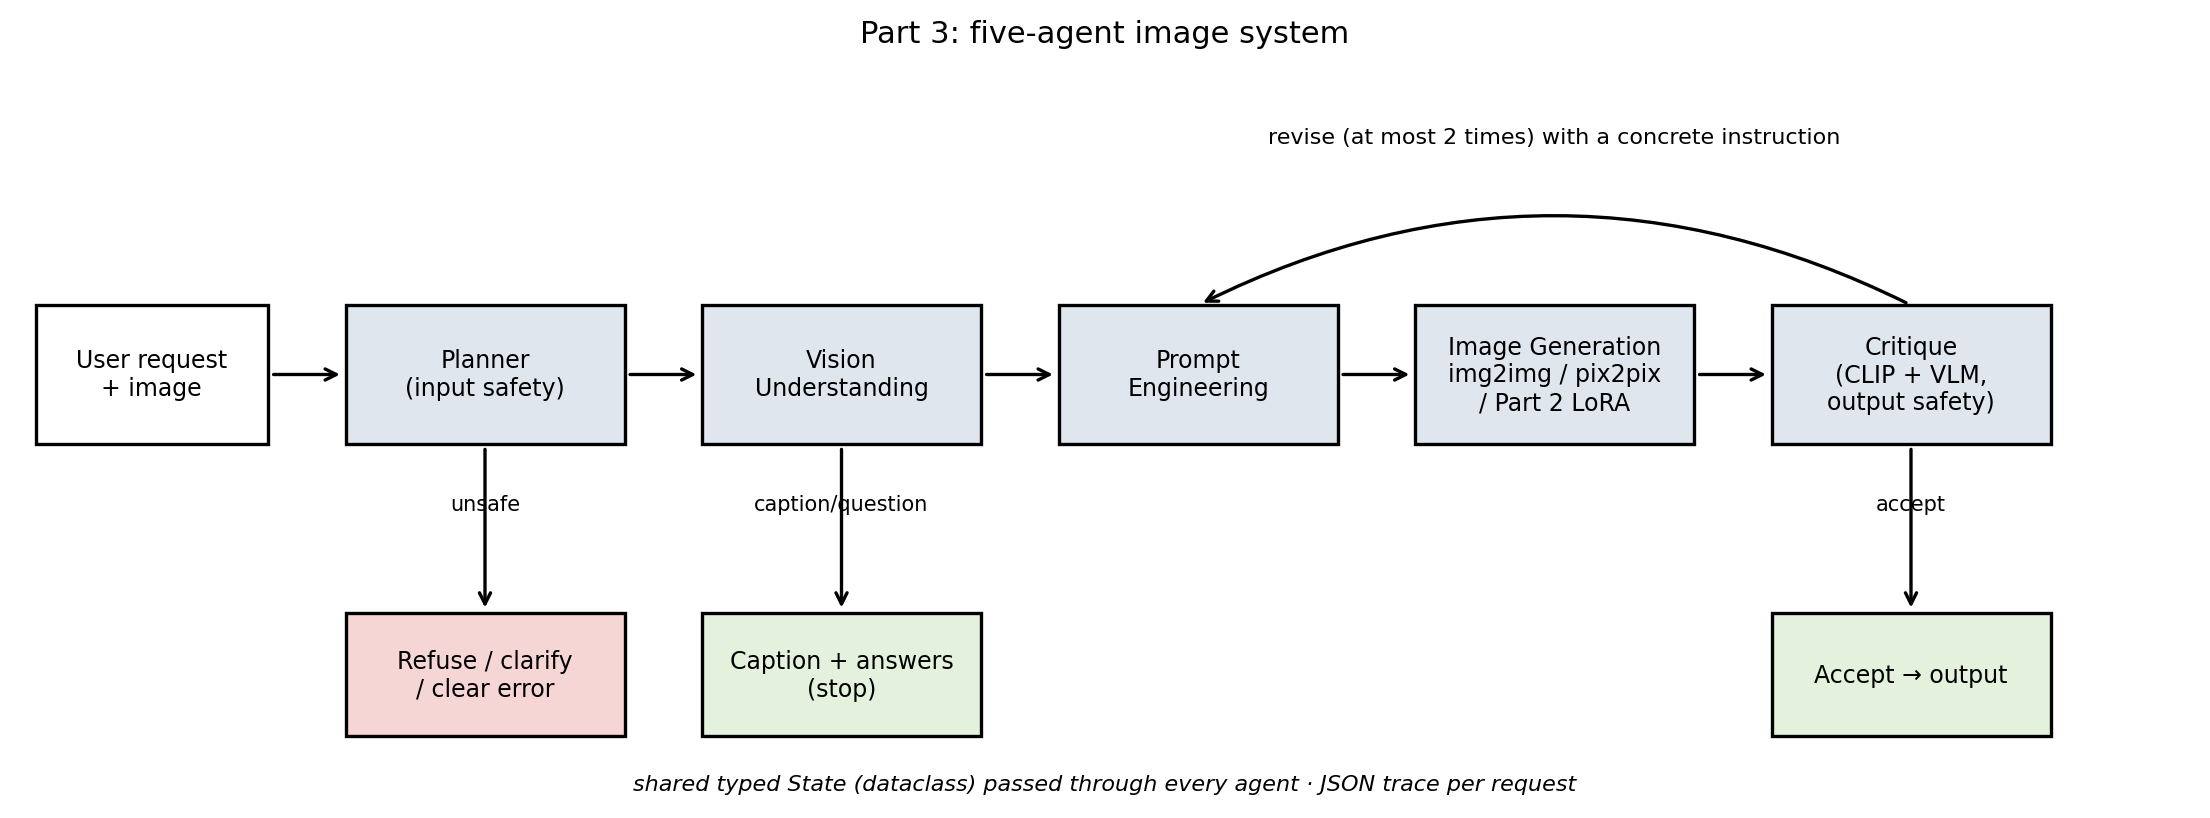 Part 3: five-agent image system
revise (at most 2 times) with a concrete instruction
User request
+ image
Planner
(input safety)
Vision
Understanding
Prompt
Engineering
Image Generation
img2img / pix2pix
/ Part 2 LoRA
Critique
(CLIP + VLM,
output safety)
unsafe
caption/question
accept
Refuse / clarify
/ clear error
Caption + answers
(stop)
Accept → output
shared typed State (dataclass) passed through every agent · JSON trace per request